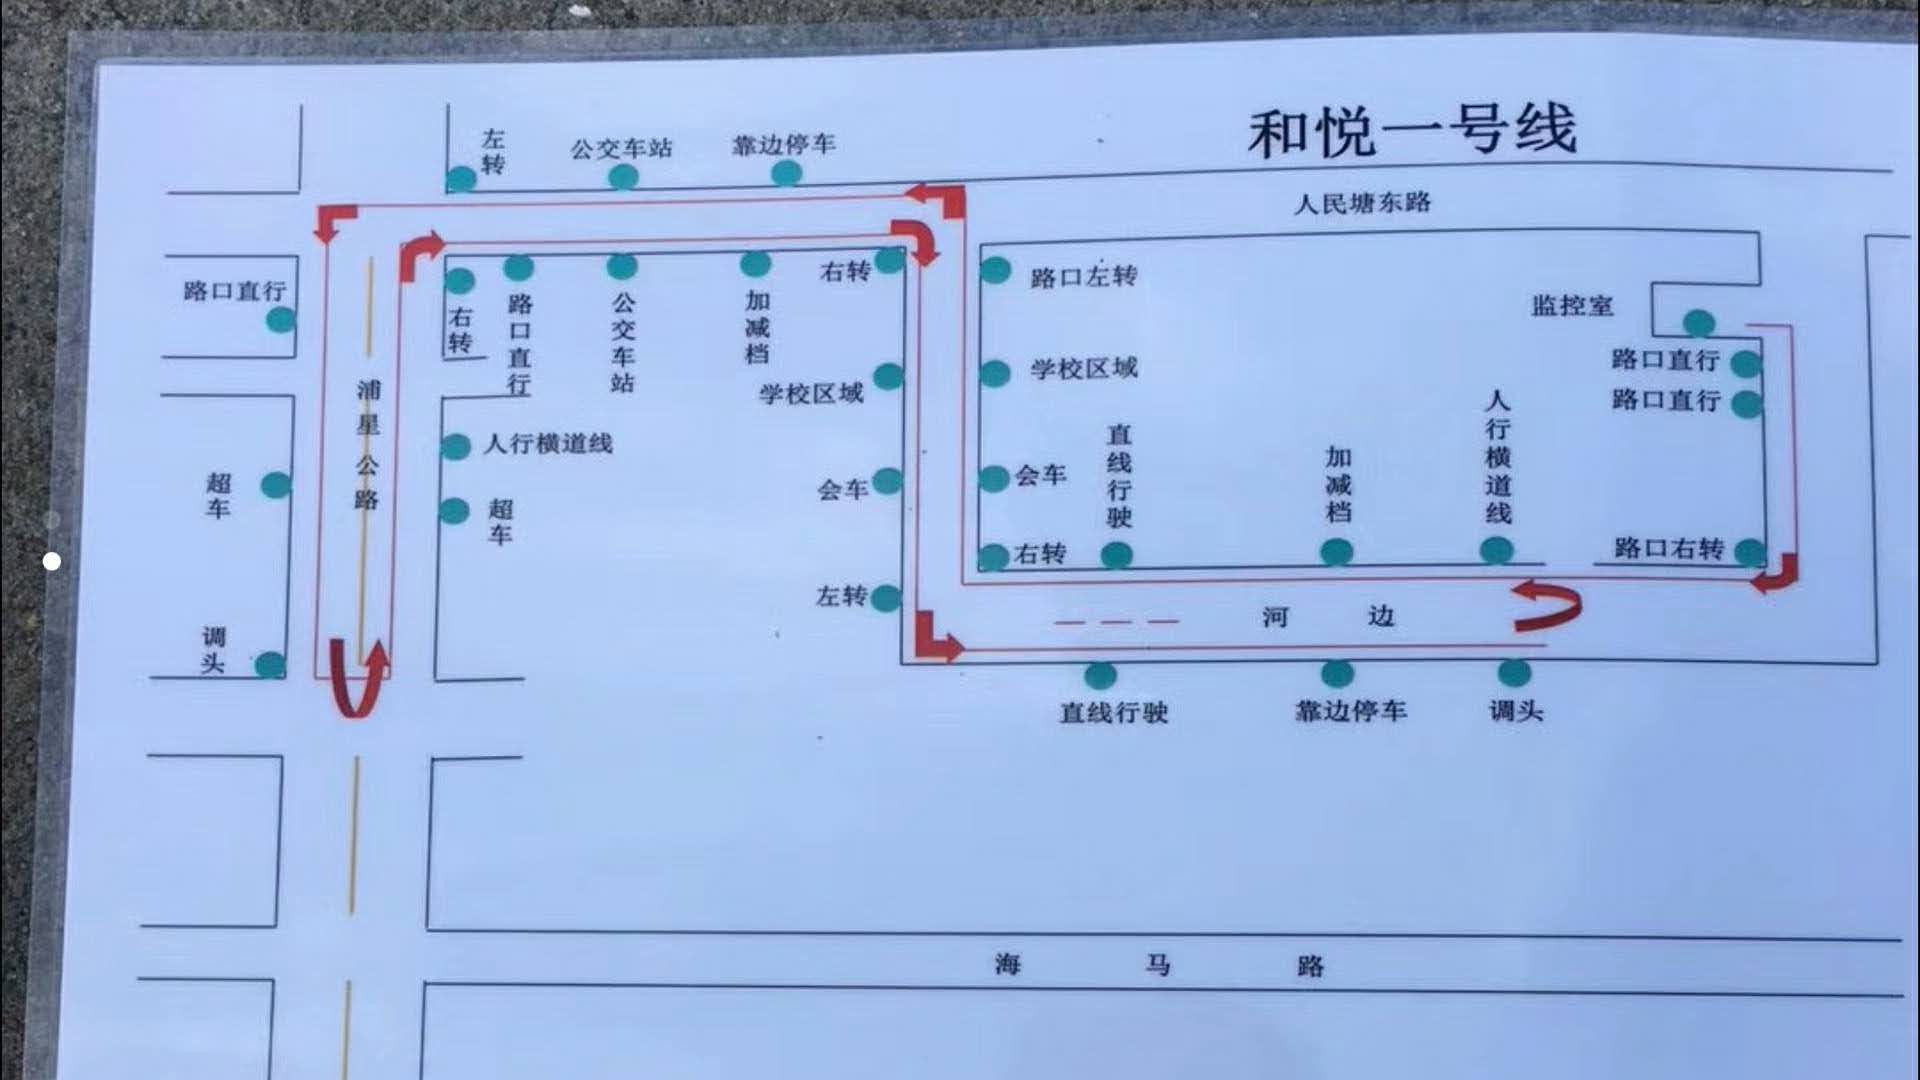 和悦一号线
左转
公交车站
靠边停车
人民塘东路
路口直行
右转
路口直行
公交车站
加减档
右转
路口左转
监控室
路口直行
路口直行
学校区域
学校区域
浦星公路
人行横道线
超车
超车
会车
会车
直线行驶
加减档
人行横道线
右转
路口右转
左转
河边
调头
直线行驶
靠边停车
调头
海马路